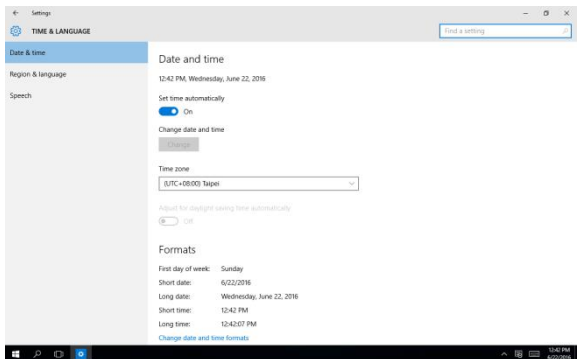 Settings
TIME & LANGUAGE
Find a setting
Date & time
Region & language
Speech
Date and time
12:42 PM, Wednesday, June 22, 2016
Set time automatically
On
Change date and time
Change
Time zone
(UTC+08:00) Taipei
Adjust for daylight saving time automatically
Off
Formats
First day of week: Sunday
Short date: 6/22/2016
Long date: Wednesday, June 22, 2016
Short time: 12:42 PM
Long time: 12:42:07 PM
Change date and time formats
12:42 PM
6/22/2016